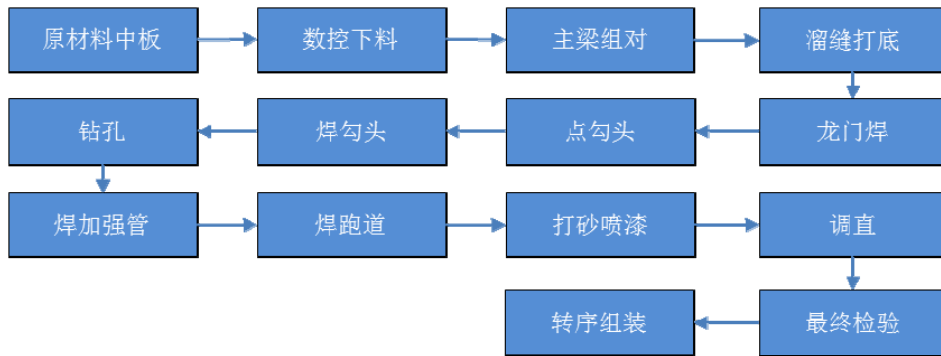 原材料中板
数控下料
主梁组对
溜缝打底
龙门焊
点勾头
焊勾头
钻孔
焊加强管
焊跑道
打砂喷漆
调直
最终检验
转序组装